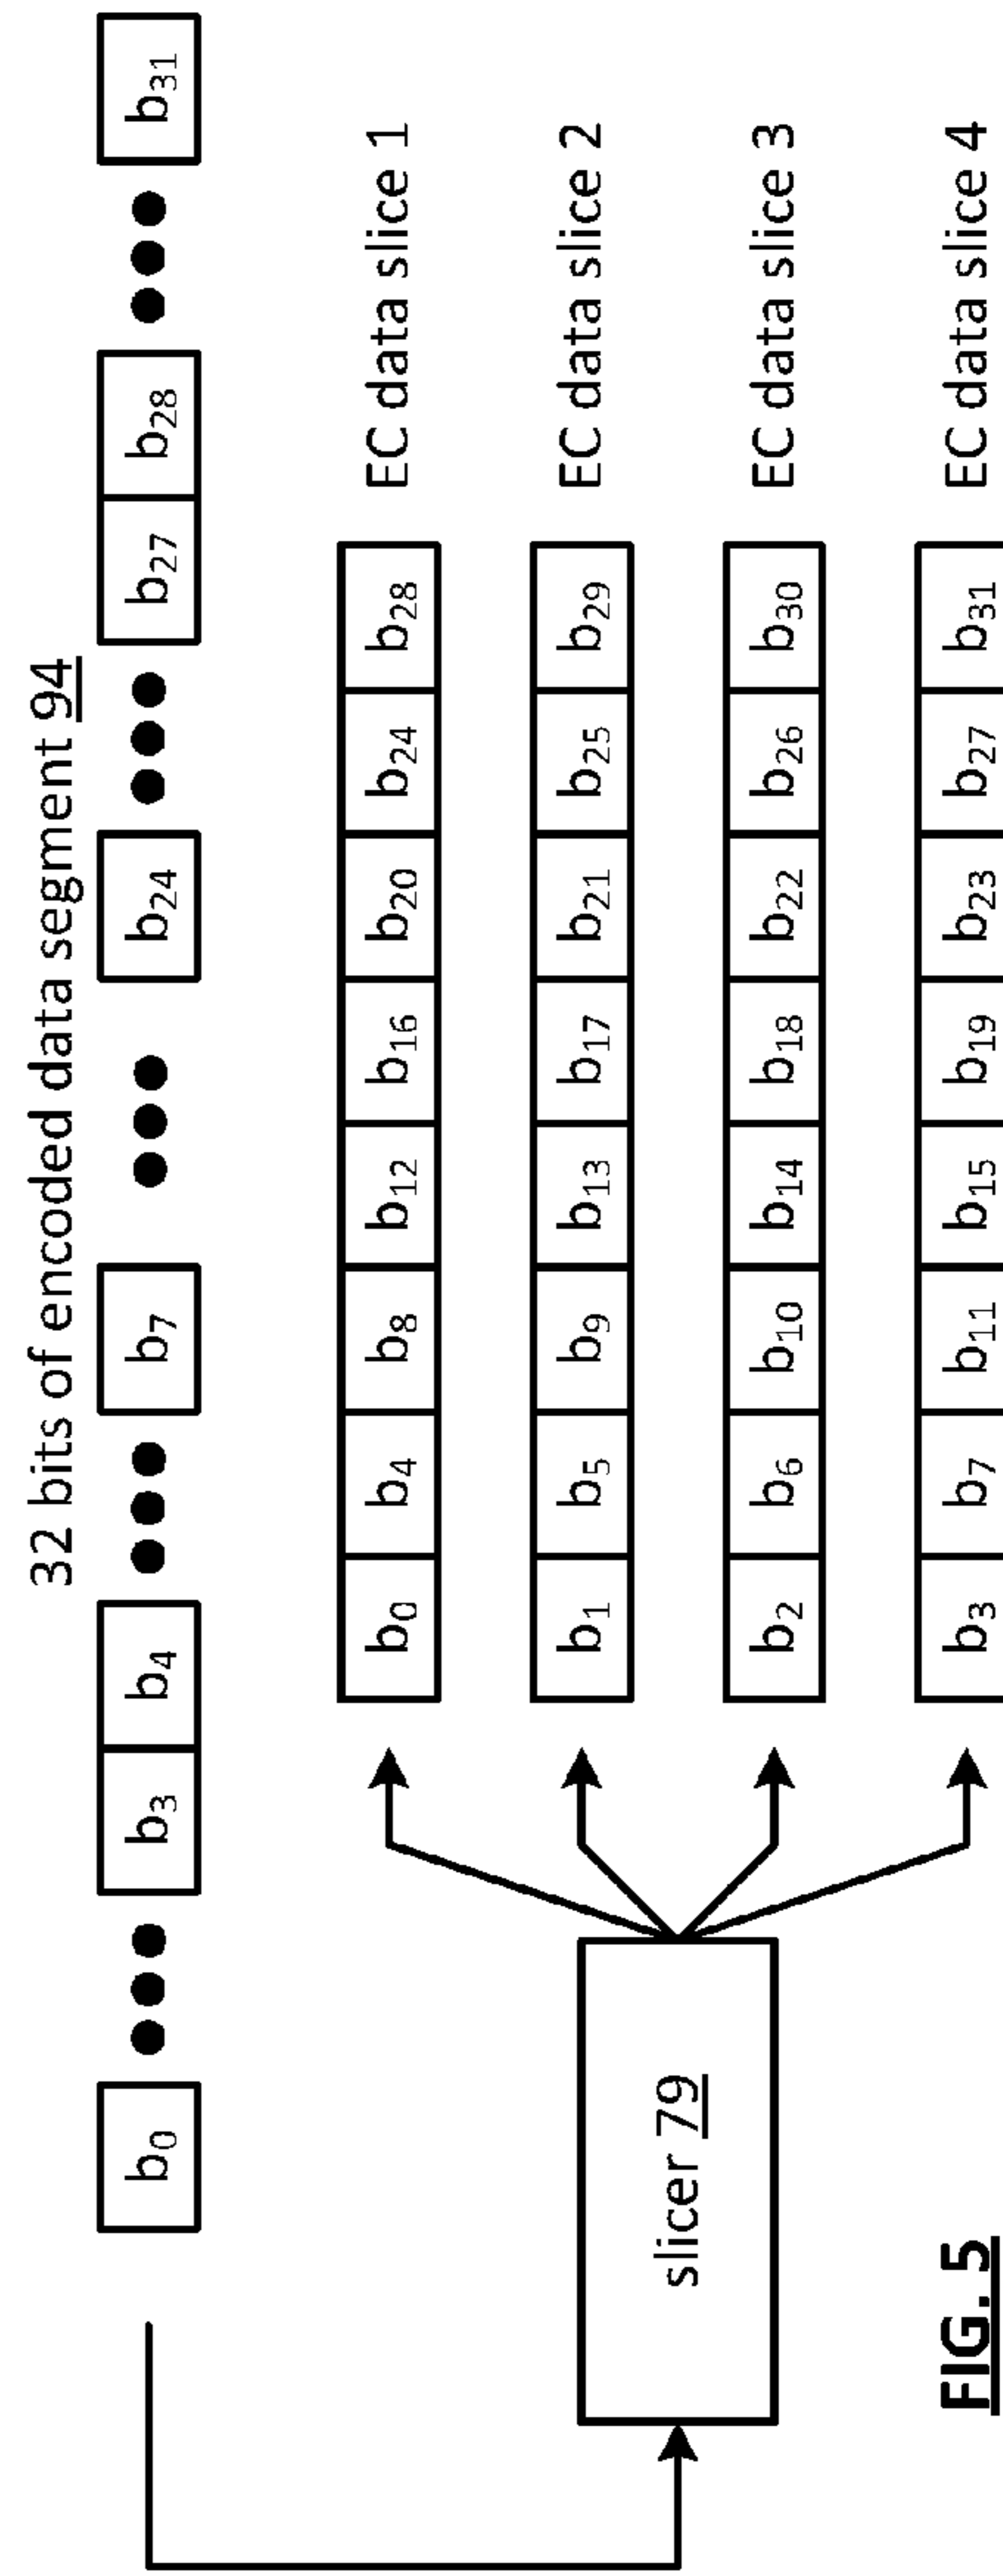 32 bits of encoded data segment 94
b0 b3 b4 b7 b24 b27 b28 b31
b0 b4 b8 b12 b16 b20 b24 b28 EC data slice 1
b1 b5 b9 b13 b17 b21 b25 b29 EC data slice 2
slicer 79
b2 b6 b10 b14 b18 b22 b26 b30 EC data slice 3
b3 b7 b11 b15 b19 b23 b27 b31 EC data slice 4
FIG. 5